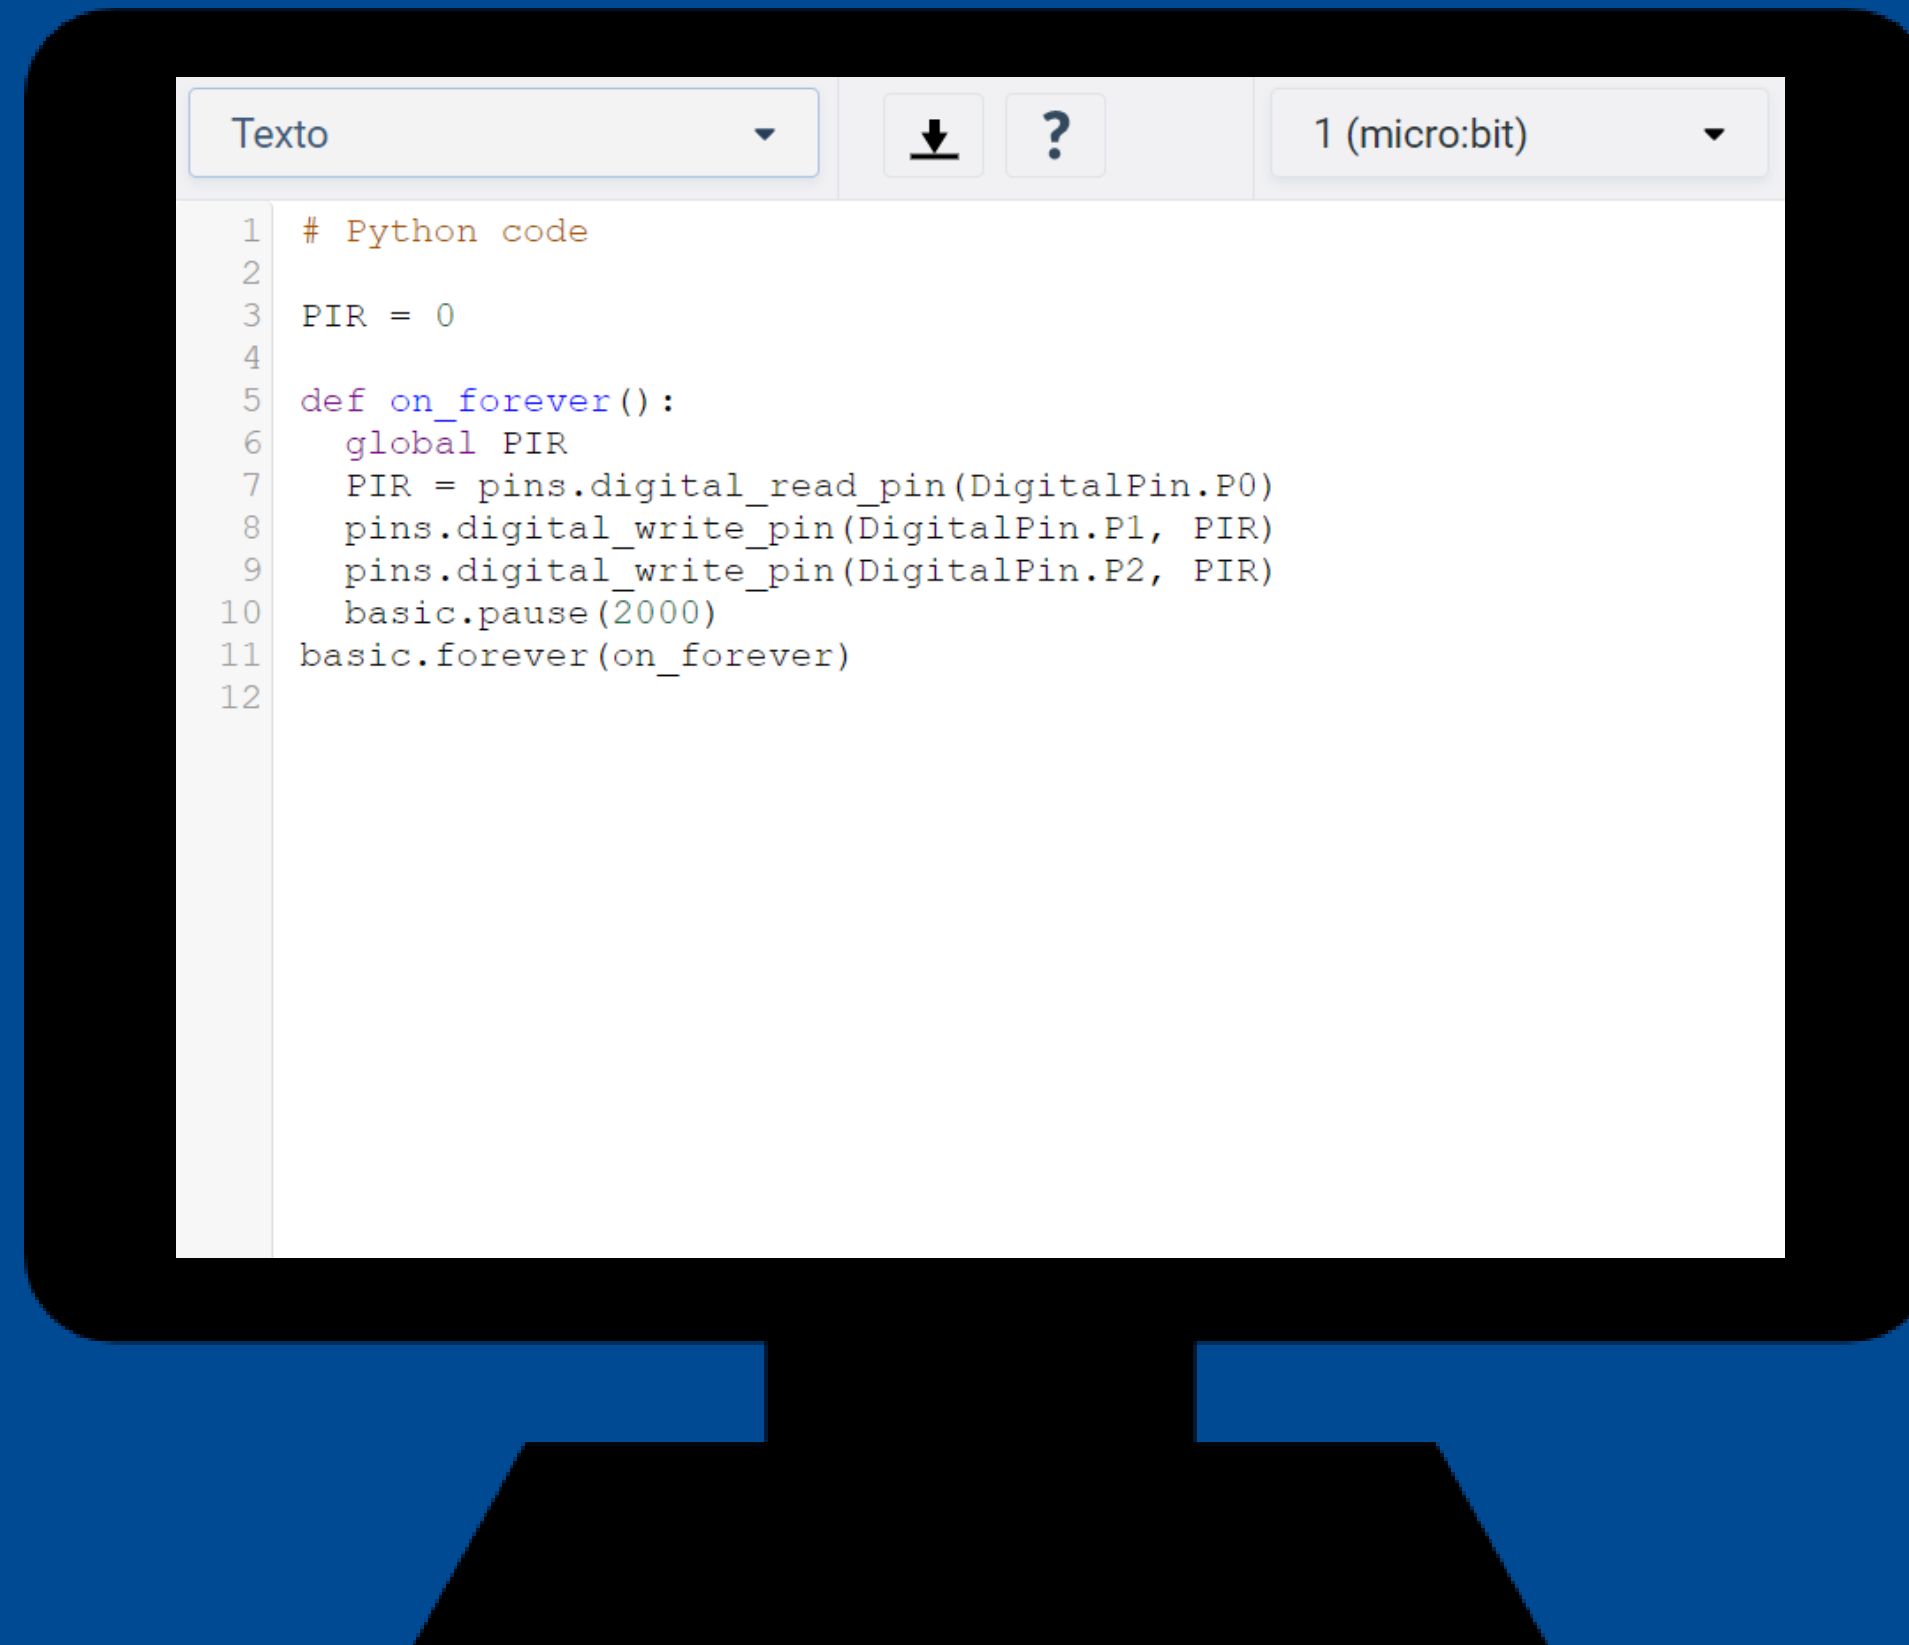 Texto
?
1 (micro:bit)
1 # Python code
2
3 PIR = 0
4
5 def on_forever():
6   global PIR
7   PIR = pins.digital_read_pin(DigitalPin.P0)
8   pins.digital_write_pin(DigitalPin.P1, PIR)
9   pins.digital_write_pin(DigitalPin.P2, PIR)
10   basic.pause(2000)
11 basic.forever(on_forever)
12